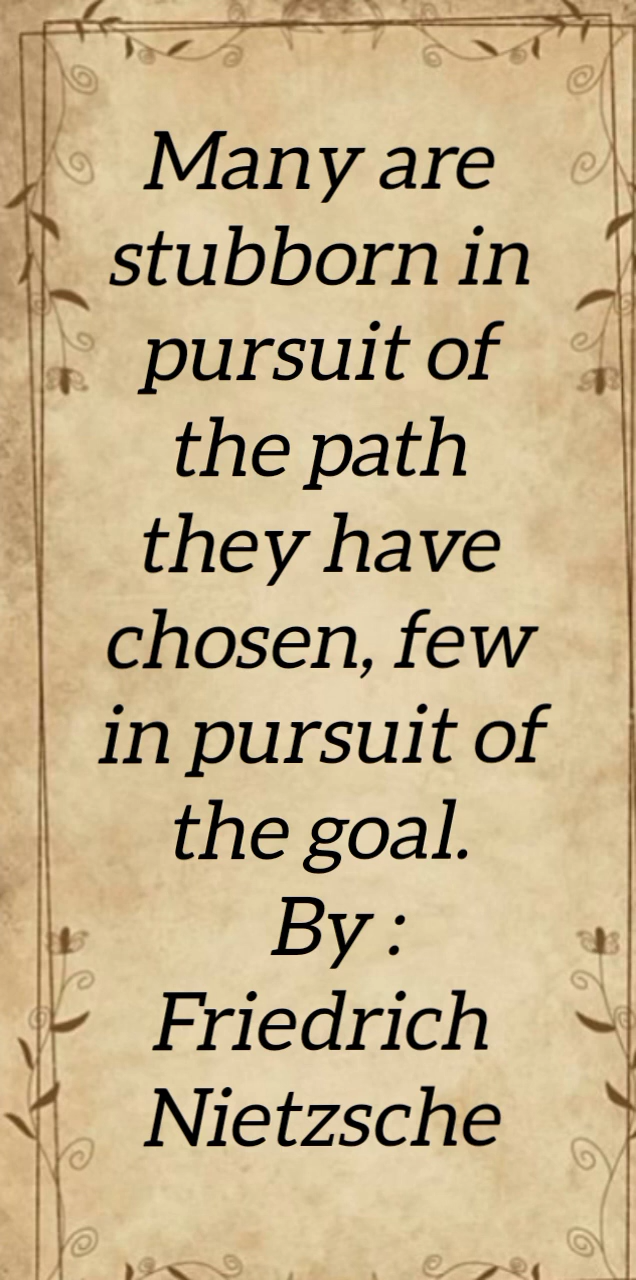 Many are
stubborn in
pursuit of
the path
they have
chosen, few
in pursuit of
the goal.
By :
Friedrich
Nietzsche